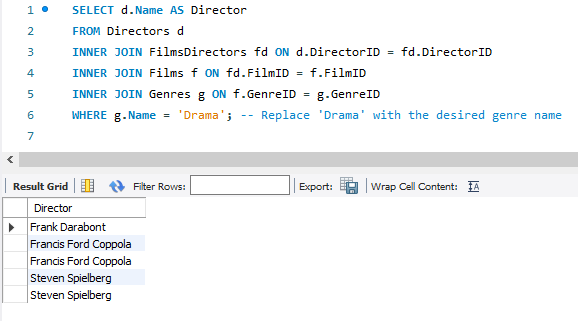 1 SELECT d.Name AS Director
2 FROM Directors d
3 INNER JOIN FilmsDirectors fd ON d.DirectorID = fd.DirectorID
4 INNER JOIN Films f ON fd.FilmID = f.FilmID
5 INNER JOIN Genres g ON f.GenreID = g.GenreID
6 WHERE g.Name = 'Drama'; -- Replace 'Drama' with the desired genre name
7
Result Grid Filter Rows: Export: Wrap Cell Content: IA
Director
Frank Darabont
Francis Ford Coppola
Francis Ford Coppola
Steven Spielberg
Steven Spielberg